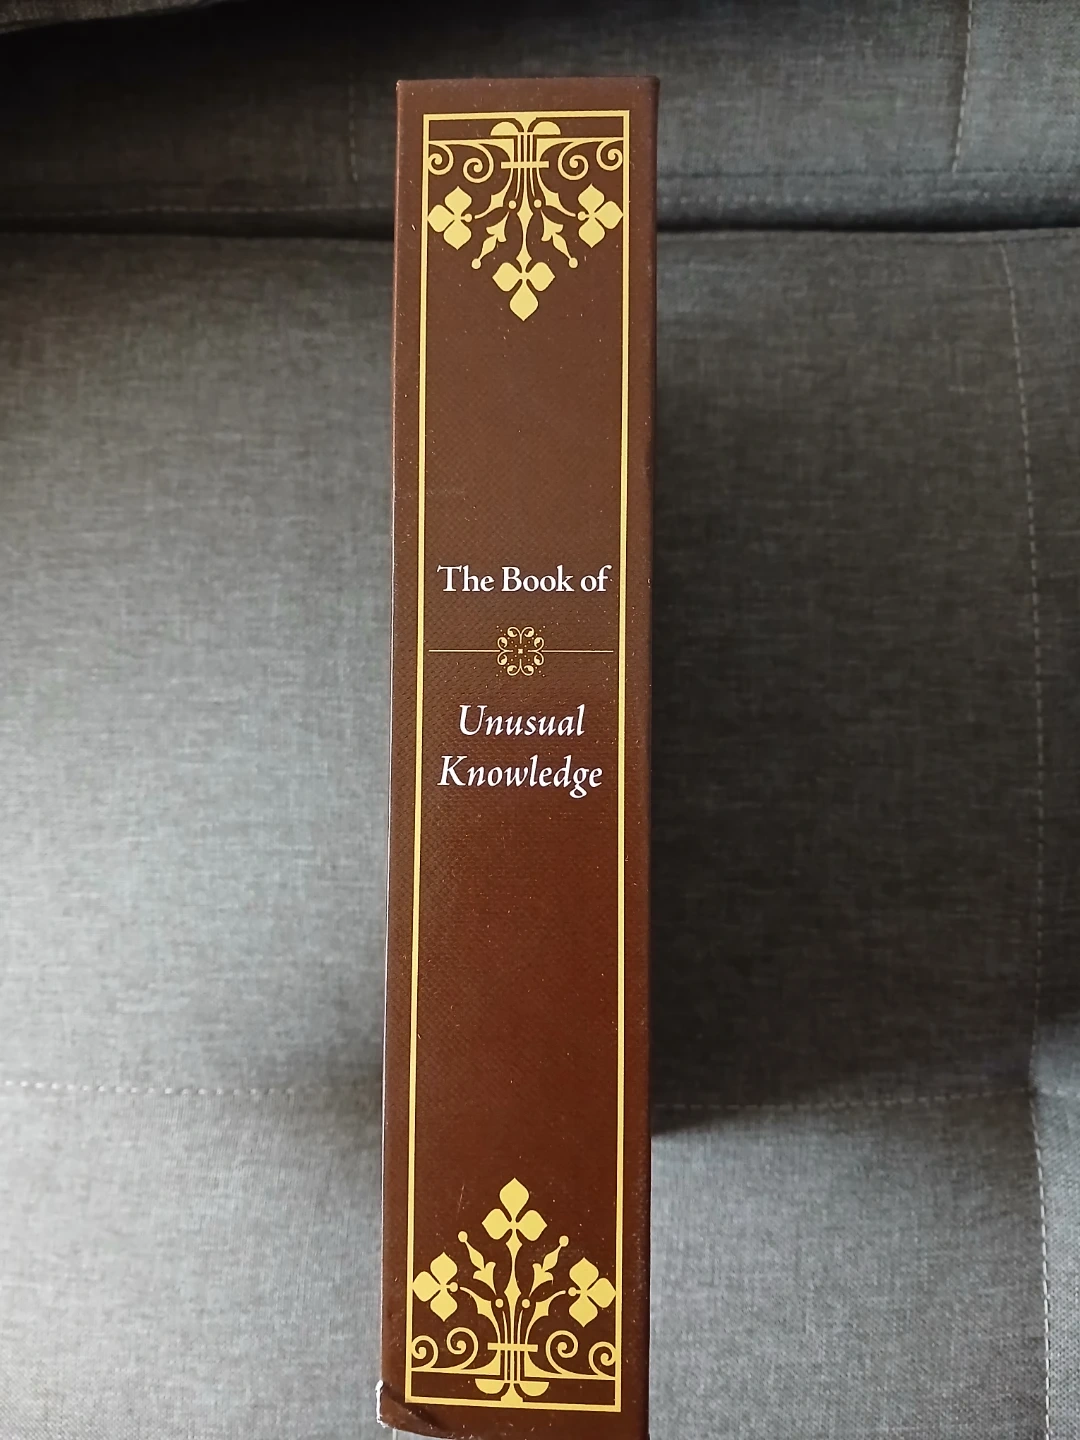 The Book of
Unusual
Knowledge